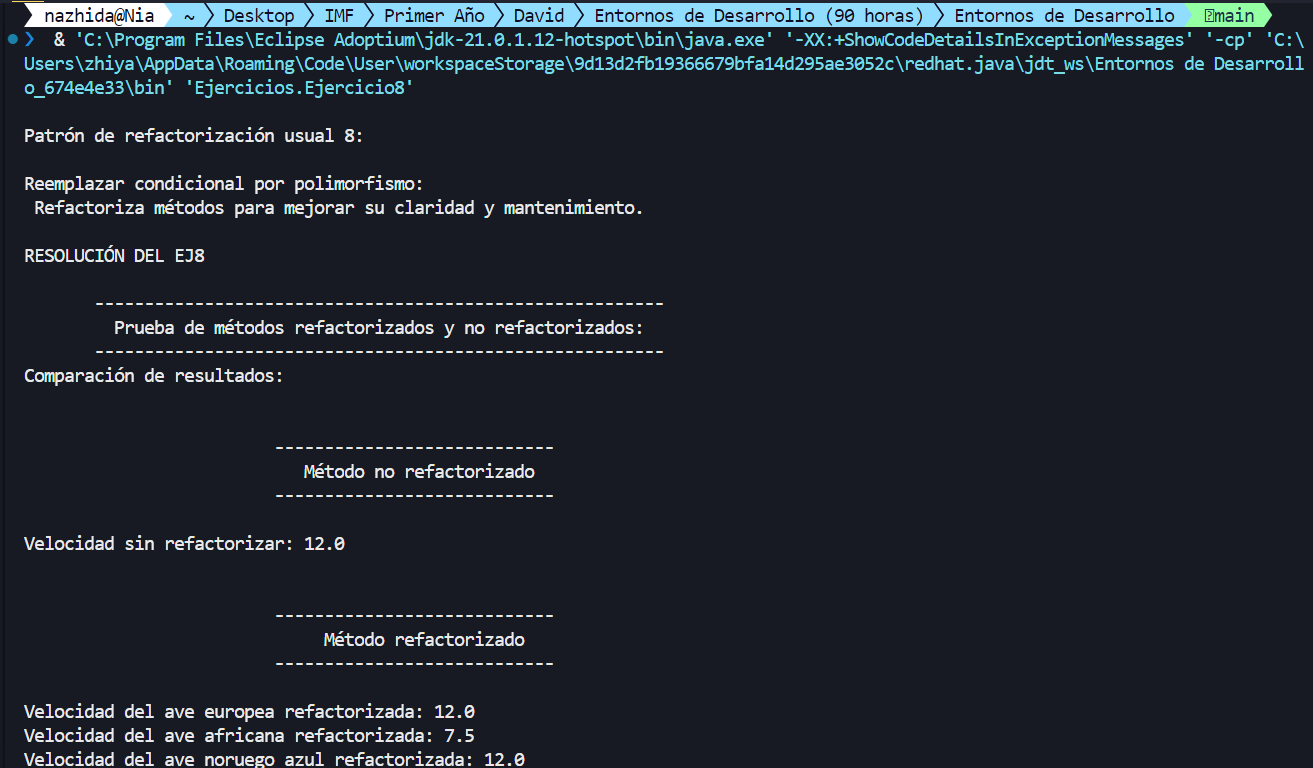 nazhida@Nia ~ Desktop IMF Primer Año David Entornos de Desarrollo (90 horas) Entornos de Desarrollo main
& 'C:\Program Files\Eclipse Adoptium\jdk-21.0.1.12-hotspot\bin\java.exe' '-XX:+ShowCodeDetailsInExceptionMessages' '-cp' 'C:\
Users\zhiya\AppData\Roaming\Code\User\workspaceStorage\9d13d2fb19366679bfa14d295ae3052c\redhat.java\jdt_ws\Entornos de Desarroll
o_674e4e33\bin' 'Ejercicios.Ejercicio8'
Patrón de refactorización usual 8:
Reemplazar condicional por polimorfismo:
Refactoriza métodos para mejorar su claridad y mantenimiento.
RESOLUCIÓN DEL EJ8
---------------------------------------------------------
Prueba de métodos refactorizados y no refactorizados:
---------------------------------------------------------
Comparación de resultados:
----------------------------
Método no refactorizado
----------------------------
Velocidad sin refactorizar: 12.0
----------------------------
Método refactorizado
----------------------------
Velocidad del ave europea refactorizada: 12.0
Velocidad del ave africana refactorizada: 7.5
Velocidad del ave noruego azul refactorizada: 12.0